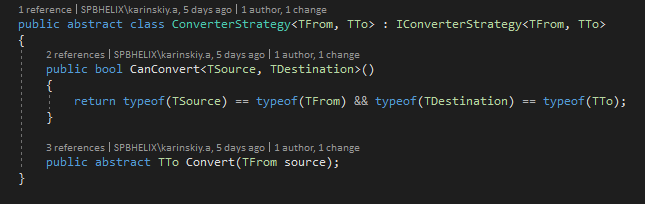 1 reference | SPBHELIX\karinskiy.a, 5 days ago | 1 author, 1 change
public abstract class ConverterStrategy<TFrom, TTo> : IConverterStrategy<TFrom, TTo>
{
2 references | SPBHELIX\karinskiy.a, 5 days ago | 1 author, 1 change
public bool CanConvert<TSource, TDestination>()
{
return typeof(TSource) == typeof(TFrom) && typeof(TDestination) == typeof(TTo);
}
3 references | SPBHELIX\karinskiy.a, 5 days ago | 1 author, 1 change
public abstract TTo Convert(TFrom source);
}